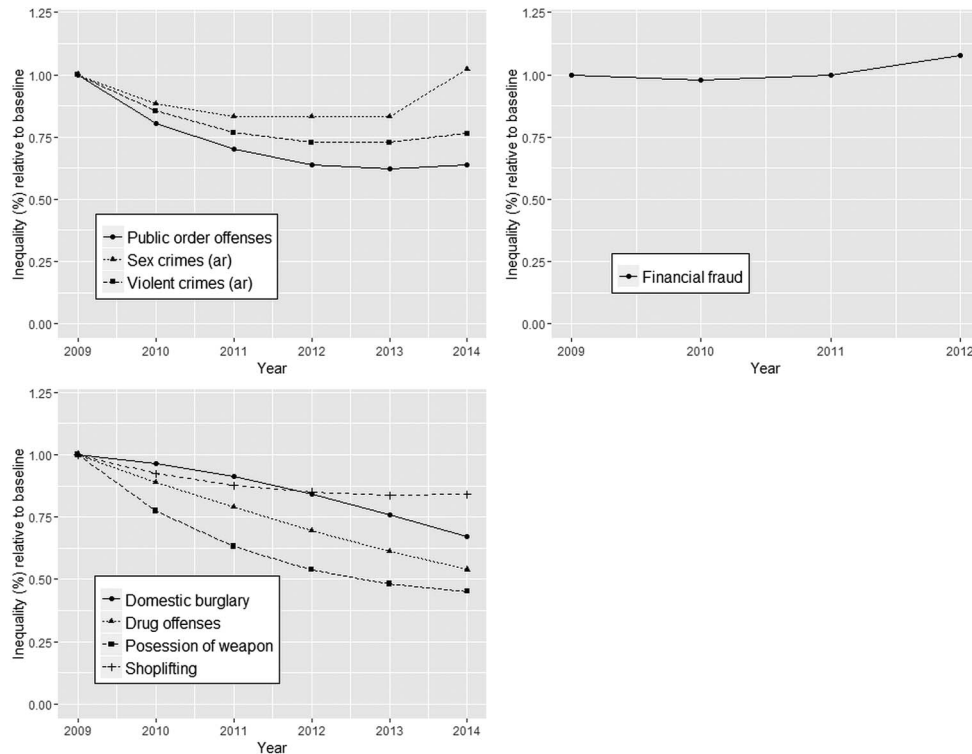 Inequality (%) relative to baseline
1.25
1.00
0.75
0.50
0.25
0.00
Public order offenses
Sex crimes (ar)
Violent crimes (ar)
2009 2010 2011 2012 2013 2014
Year
Inequality (%) relative to baseline
1.25
1.00
0.75
0.50
0.25
0.00
Financial fraud
2009 2010 2011 2012
Year
Inequality (%) relative to baseline
1.25
1.00
0.75
0.50
0.25
0.00
Domestic burglary
Drug offenses
Posession of weapon
Shoplifting
2009 2010 2011 2012 2013 2014
Year